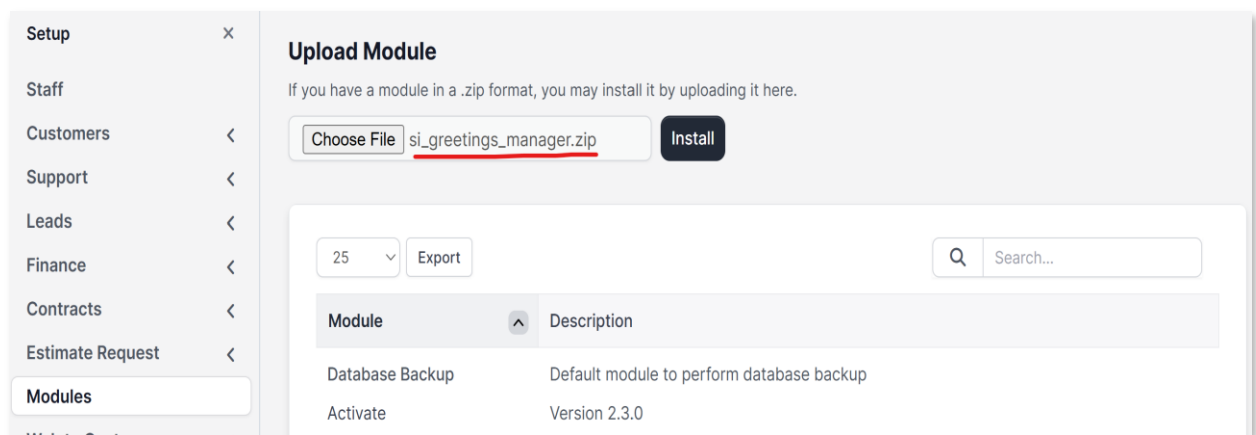 Setup ×
Staff
Customers
Support
Leads
Finance
Contracts
Estimate Request
Modules
Upload Module
If you have a module in a .zip format, you may install it by uploading it here.
Choose File si_greetings_manager.zip Install
25 Export Search...
Module Description
Database Backup Default module to perform database backup
Activate Version 2.3.0